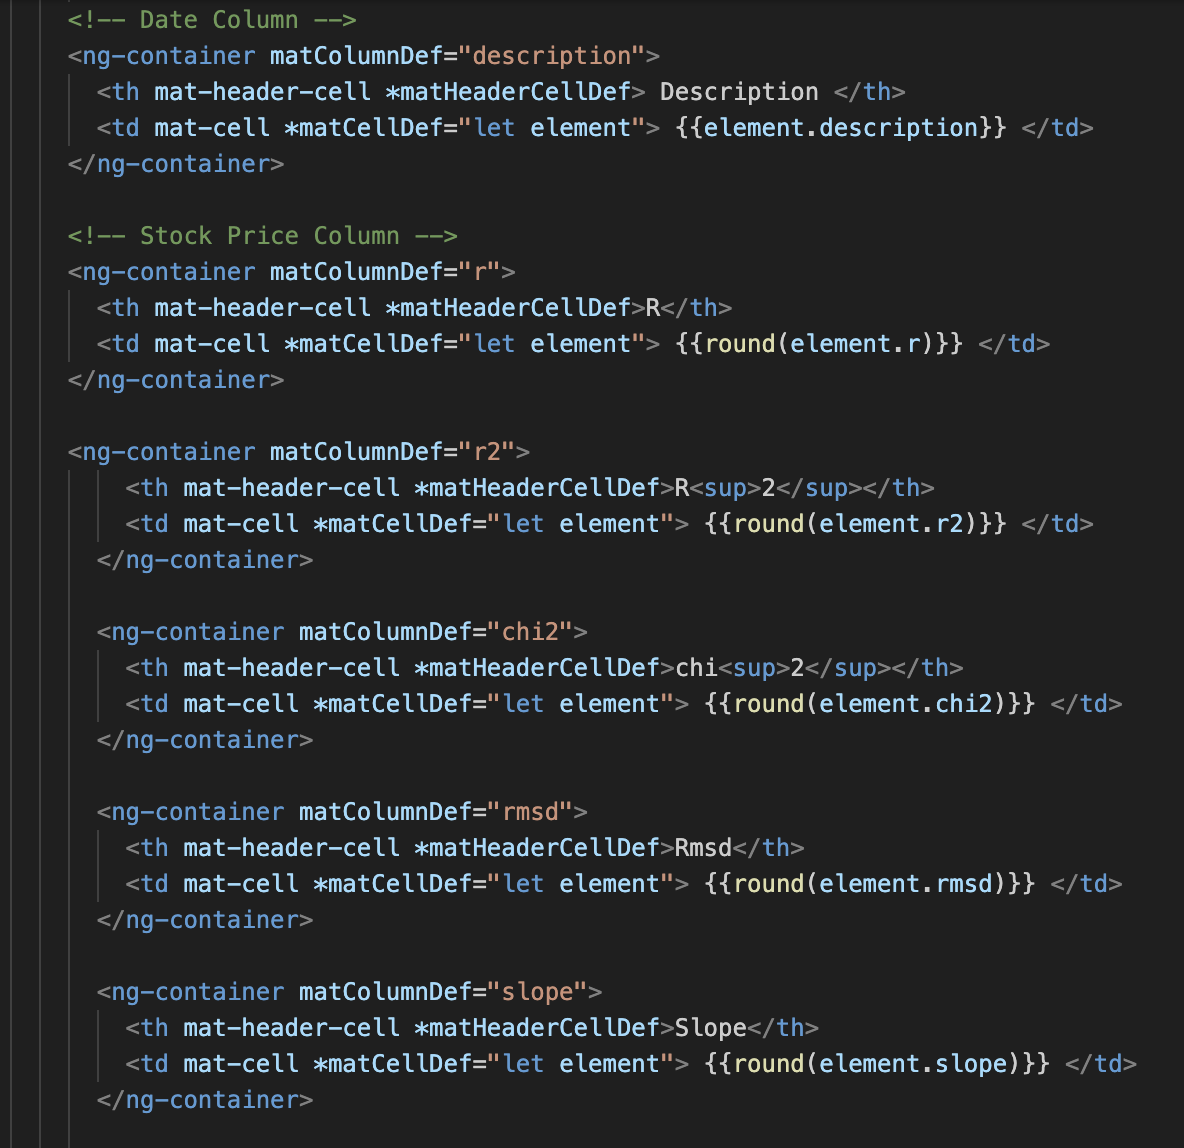 <!-- Date Column -->
<ng-container matColumnDef="description">
<th mat-header-cell *matHeaderCellDef> Description </th>
<td mat-cell *matCellDef="let element"> {{element.description}} </td>
</ng-container>
<!-- Stock Price Column -->
<ng-container matColumnDef="r">
<th mat-header-cell *matHeaderCellDef>R</th>
<td mat-cell *matCellDef="let element"> {{round(element.r)}} </td>
</ng-container>
<ng-container matColumnDef="r2">
<th mat-header-cell *matHeaderCellDef>R<sup>2</sup></th>
<td mat-cell *matCellDef="let element"> {{round(element.r2)}} </td>
</ng-container>
<ng-container matColumnDef="chi2">
<th mat-header-cell *matHeaderCellDef>chi<sup>2</sup></th>
<td mat-cell *matCellDef="let element"> {{round(element.chi2)}} </td>
</ng-container>
<ng-container matColumnDef="rmsd">
<th mat-header-cell *matHeaderCellDef>Rmsd</th>
<td mat-cell *matCellDef="let element"> {{round(element.rmsd)}} </td>
</ng-container>
<ng-container matColumnDef="slope">
<th mat-header-cell *matHeaderCellDef>Slope</th>
<td mat-cell *matCellDef="let element"> {{round(element.slope)}} </td>
</ng-container>